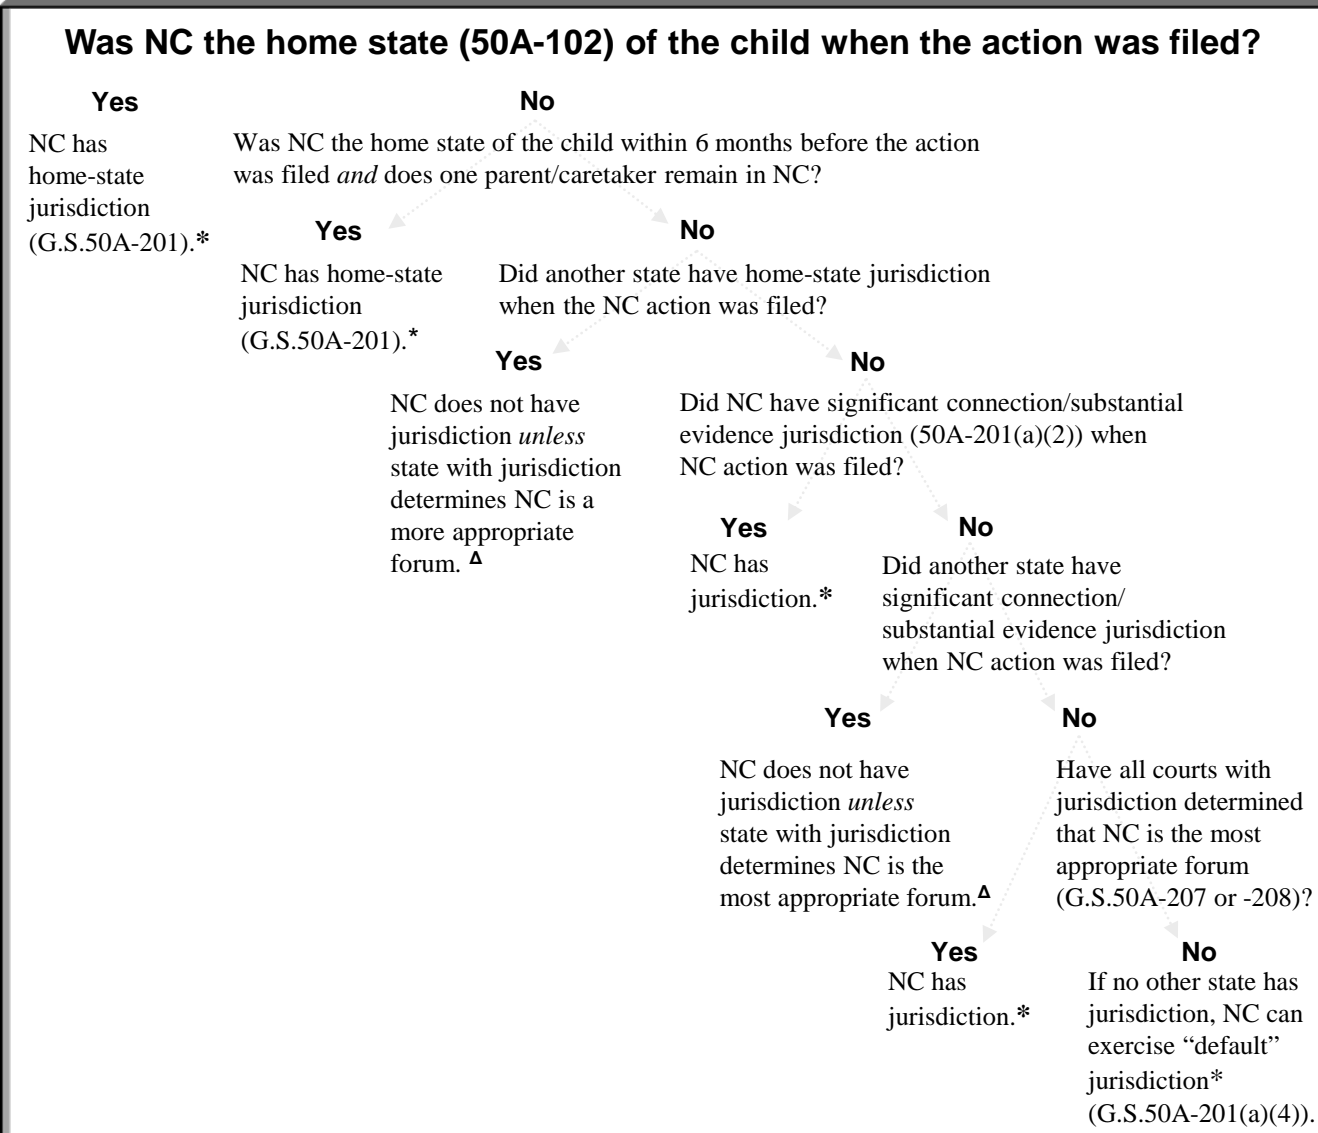 Was NC the home state (50A-102) of the child when the action was filed?
Yes
No
NC has
home-state
jurisdiction
(G.S.50A-201).*
Was NC the home state of the child within 6 months before the action
was filed and does one parent/caretaker remain in NC?
Yes
No
NC has home-state
jurisdiction
(G.S.50A-201).*
Did another state have home-state jurisdiction
when the NC action was filed?
Yes
No
NC does not have
jurisdiction unless
state with jurisdiction
determines NC is a
more appropriate
forum. Δ
Did NC have significant connection/substantial
evidence jurisdiction (50A-201(a)(2)) when
NC action was filed?
Yes
No
NC has
jurisdiction.*
Did another state have
significant connection/
substantial evidence jurisdiction
when NC action was filed?
Yes
No
NC does not have
jurisdiction unless
state with jurisdiction
determines NC is the
most appropriate forum.Δ
Have all courts with
jurisdiction determined
that NC is the most
appropriate forum
(G.S.50A-207 or -208)?
Yes
No
NC has
jurisdiction.*
If no other state has
jurisdiction, NC can
exercise “default”
jurisdiction*
(G.S.50A-201(a)(4)).